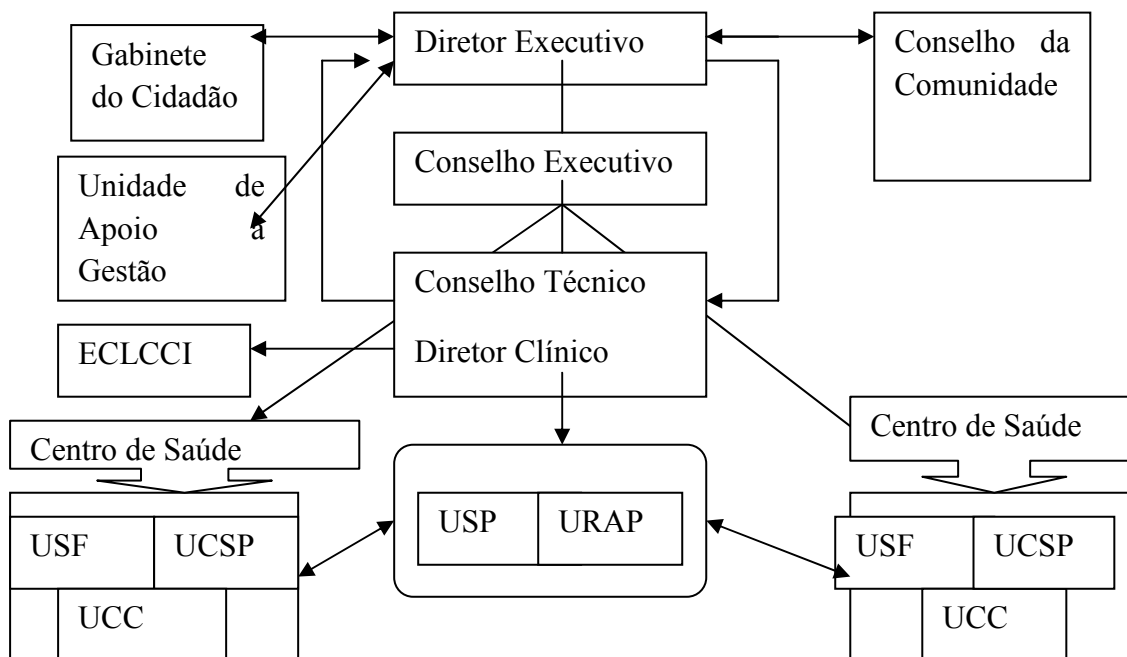 Gabinete
do Cidadão
Diretor Executivo
Conselho da
Comunidade
Conselho Executivo
Unidade de
Apoio à
Gestão
Conselho Técnico
Diretor Clínico
ECLCCI
Centro de Saúde
Centro de Saúde
USF UCSP
UCC
USP URAP
USF UCSP
UCC